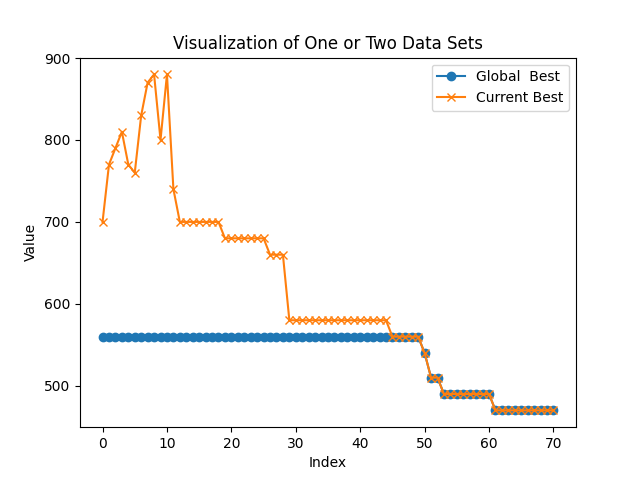 Visualization of One or Two Data Sets
900
800
700
600
500
Value
Global  Best
Current Best
0 10 20 30 40 50 60 70
Index